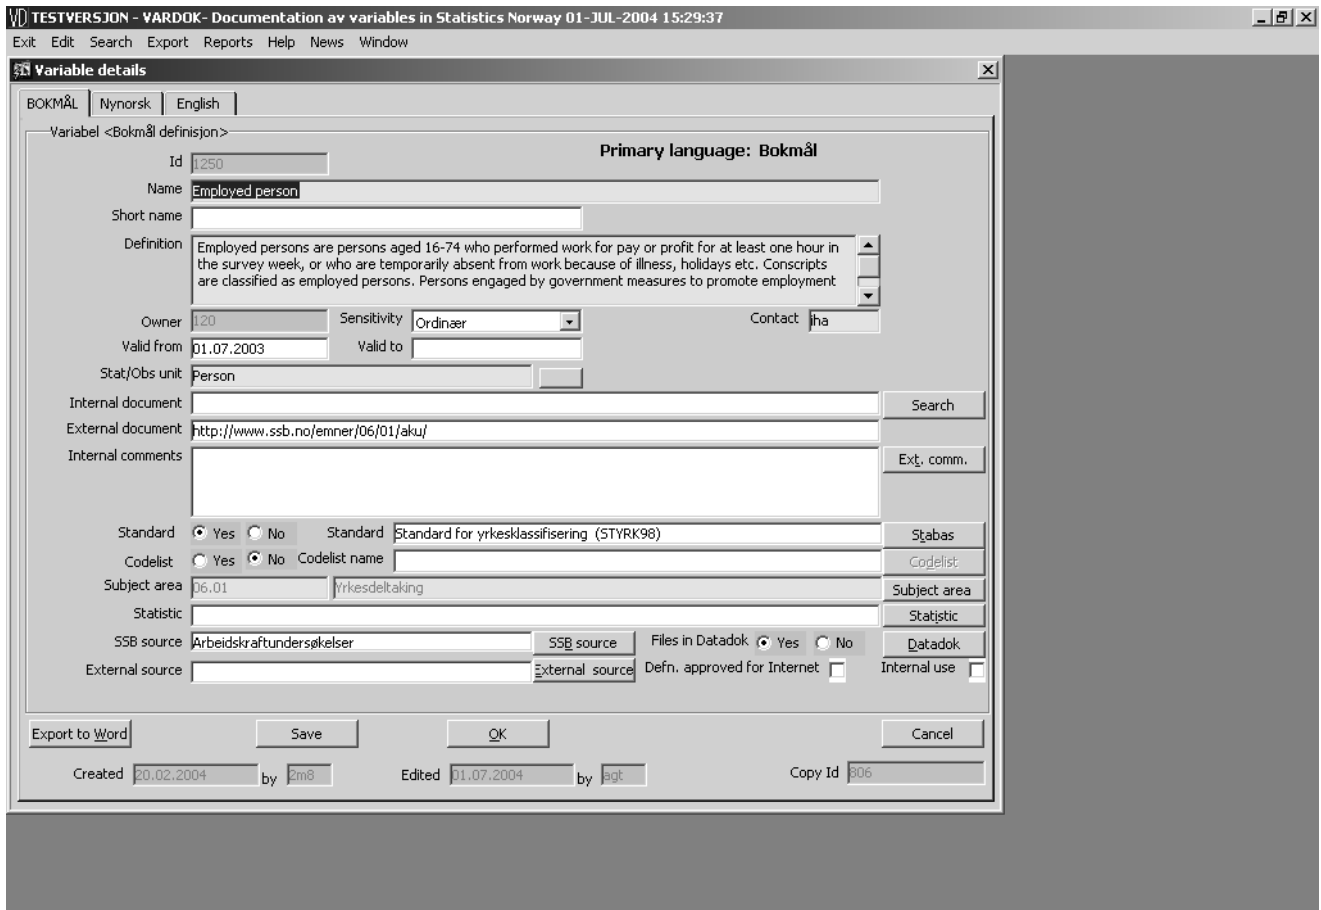 VD TESTVERSJON - VARDOK- Documentation av variables in Statistics Norway 01-JUL-2004 15:29:37
Exit Edit Search Export Reports Help News Window
Variable details
BOKMÅL Nynorsk English
Variabel <Bokmål definisjon>
Primary language: Bokmål
Id 1250
Name Employed person
Short name
Definition Employed persons are persons aged 16-74 who performed work for pay or profit for at least one hour in
the survey week, or who are temporarily absent from work because of illness, holidays etc. Conscripts
are classified as employed persons. Persons engaged by government measures to promote employment
Owner 120 Sensitivity Ordinær Contact iha
Valid from 01.07.2003 Valid to
Stat/Obs unit Person
Internal document Search
External document http://www.ssb.no/emner/06/01/aku/
Internal comments Ext. comm.
Standard Yes No Standard Standard for yrkesklassifisering (STYRK98) Stabas
Codelist Yes No Codelist name Codelist
Subject area 06.01 Yrkesdeltaking Subject area
Statistic Statistic
SSB source Arbeidskraftundersøkelser SSB source Files in Datadok Yes No Datadok
External source External source Defn. approved for Internet Internal use
Export to Word Save OK Cancel
Created 20.02.2004 by 2m8 Edited 01.07.2004 by agt Copy Id 806